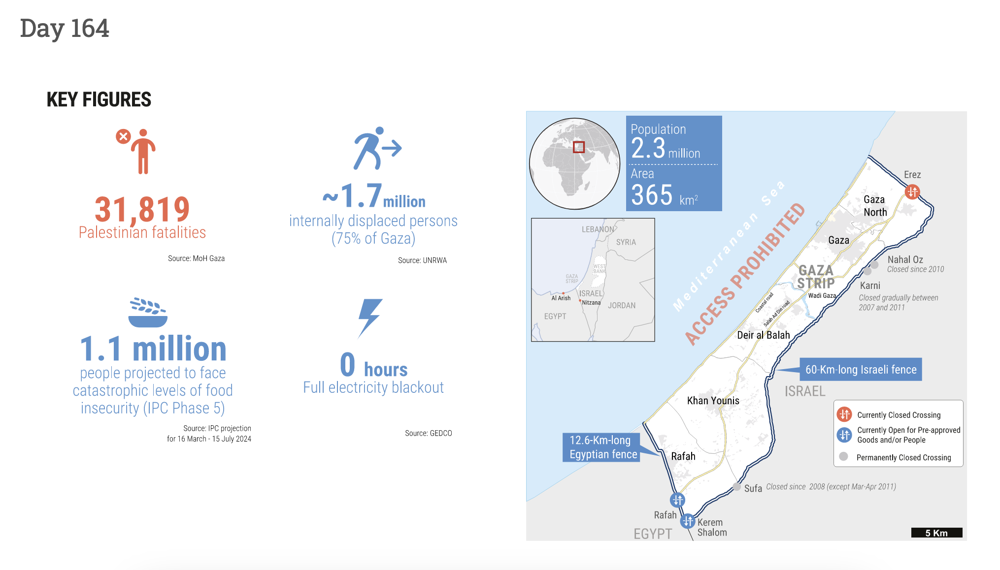 Day 164
KEY FIGURES
31,819
Palestinian fatalities
Source: MoH Gaza
~1.7 million
internally displaced persons
(75% of Gaza)
Source: UNRWA
1.1 million
people projected to face
catastrophic levels of food
insecurity (IPC Phase 5)
Source: IPC projection
for 16 March - 15 July 2024
0 hours
Full electricity blackout
Source: GEDCO
Population
2.3 million
Area
365 km²
LEBANON
SYRIA
WEST
BANK
GAZA
STRIP
ISRAEL
Al Arish
Nitzana
JORDAN
EGYPT
Mediterranean Sea
ACCESS PROHIBITED
Erez
Gaza
North
Gaza
Nahal Oz
Closed since 2010
GAZA
STRIP
Karni
Closed gradually between
2007 and 2011
Wadi Gaza
Coastal road
Salah Ad Din road
Deir al Balah
60-Km-long Israeli fence
ISRAEL
Khan Younis
12.6-Km-long
Egyptian fence
Rafah
Currently Closed Crossing
Currently Open for Pre-approved
Goods and/or People
Permanently Closed Crossing
Sufa Closed since 2008 (except Mar-Apr 2011)
Rafah
Kerem
Shalom
EGYPT
5 Km